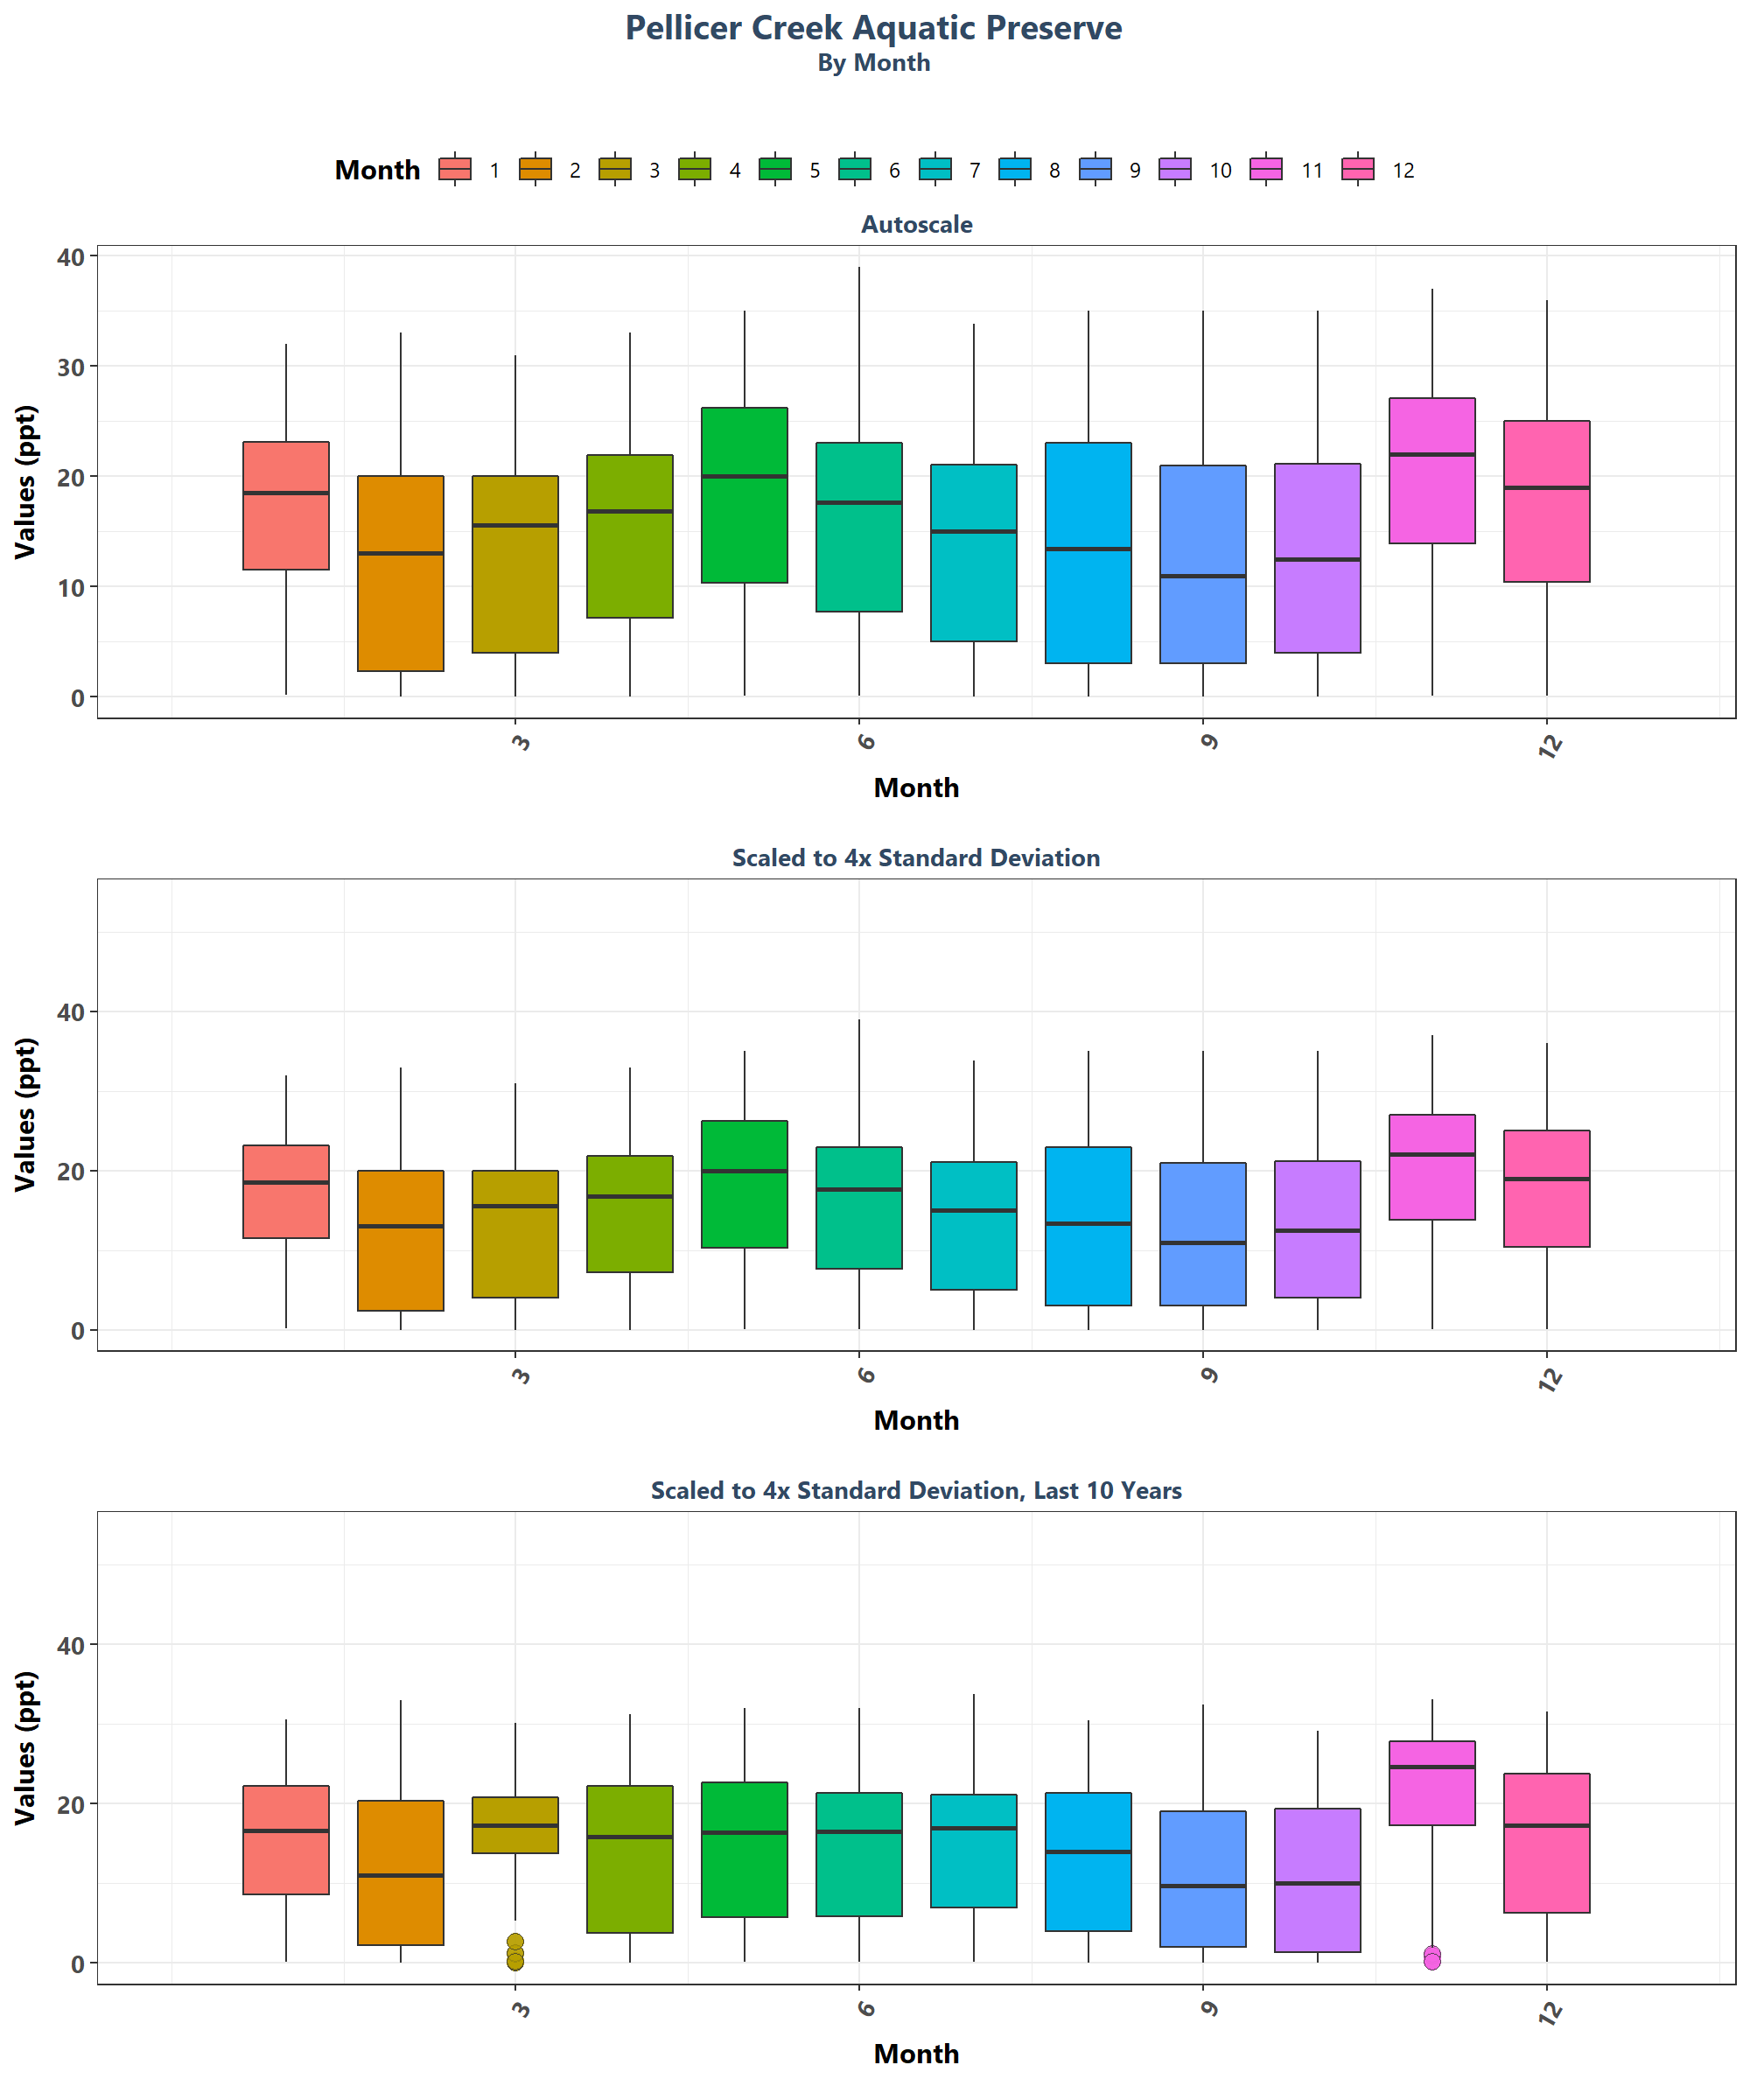 Pellicer Creek Aquatic Preserve
By Month
Month 1 2 3 4 5 6 7 8 9 10 11 12
Autoscale
Values (ppt)
40
30
20
10
0
3 6 9 12
Month
Scaled to 4x Standard Deviation
Values (ppt)
40
20
0
3 6 9 12
Month
Scaled to 4x Standard Deviation, Last 10 Years
Values (ppt)
40
20
0
3 6 9 12
Month